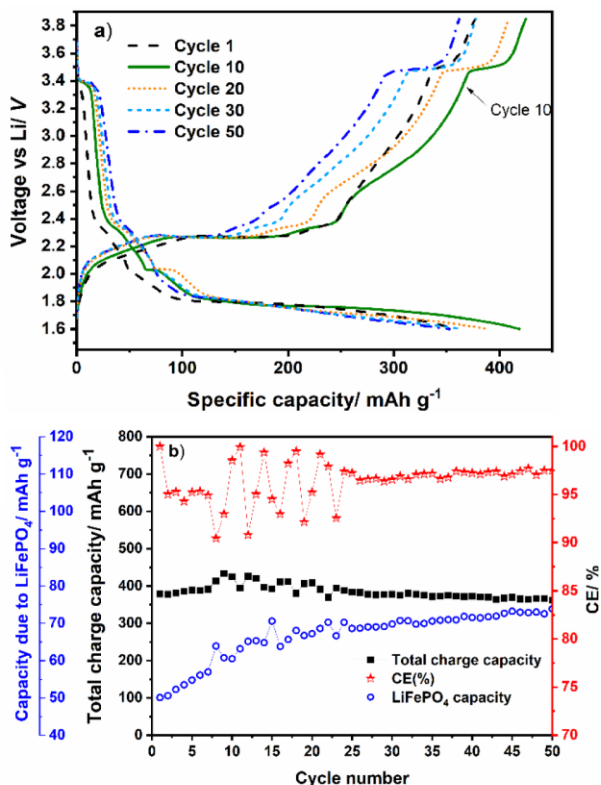 a)
Cycle 1
Cycle 10
Cycle 20
Cycle 30
Cycle 50
Cycle 10
Voltage vs Li/ V
3.8
3.6
3.4
3.2
3.0
2.8
2.6
2.4
2.2
2.0
1.8
1.6
0 100 200 300 400
Specific capacity/ mAh g⁻¹
b)
Capacity due to LiFePO₄/ mAh g⁻¹
120
110
100
90
80
70
60
50
40
Total charge capacity/ mAh g⁻¹
800
700
600
500
400
300
200
100
0
Total charge capacity
CE(%)
LiFePO₄ capacity
100
95
90
85
80
75
70
CE/ %
0 5 10 15 20 25 30 35 40 45 50
Cycle number